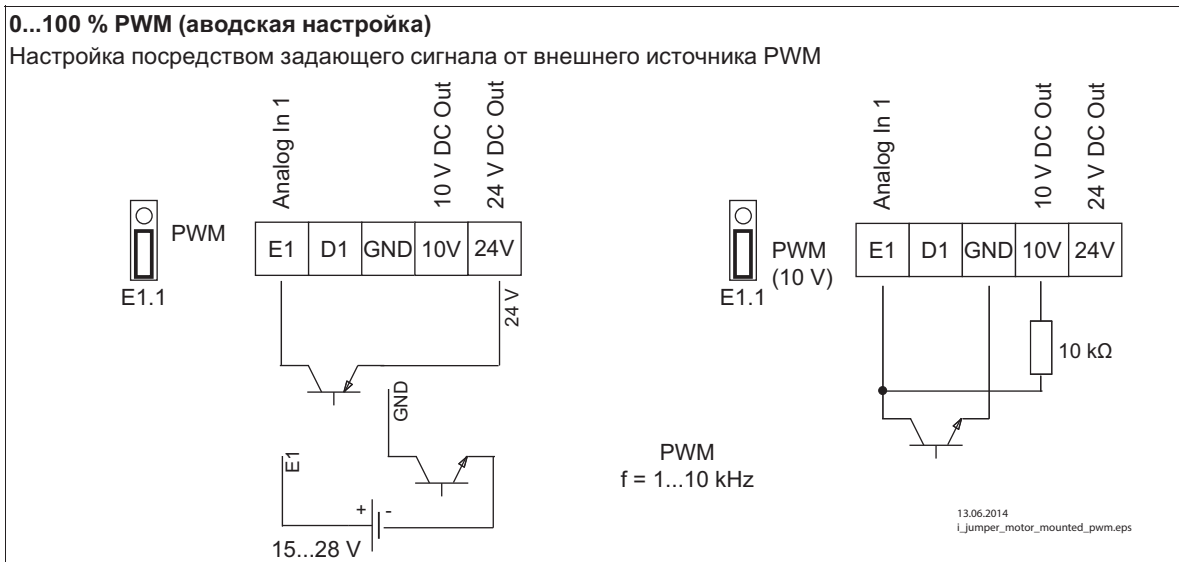 0...100 % PWM (аводская настройка)
Настройка посредством задающего сигнала от внешнего источника PWM
Analog In 1
10 V DC Out
24 V DC Out
PWM
E1.1
E1 D1 GND 10V 24V
24 V
GND
E1
+ -
15...28 V
Analog In 1
10 V DC Out
24 V DC Out
PWM
(10 V)
E1.1
E1 D1 GND 10V 24V
10 kΩ
PWM
f = 1...10 kHz
13.06.2014
i_jumper_motor_mounted_pwm.eps